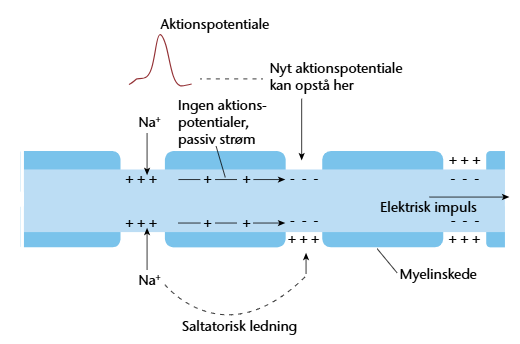 Aktionspotentiale
Nyt aktionspotentiale
kan opstå her
Ingen aktions-
potentialer,
passiv strøm
Na⁺
+ + +
+ + +
+ + + — + — + - - -
- - -
Elektrisk impuls
+ + + — + — + - - -
- - -
+ + +
+ + +
Na⁺
Myelinskede
Saltatorisk ledning